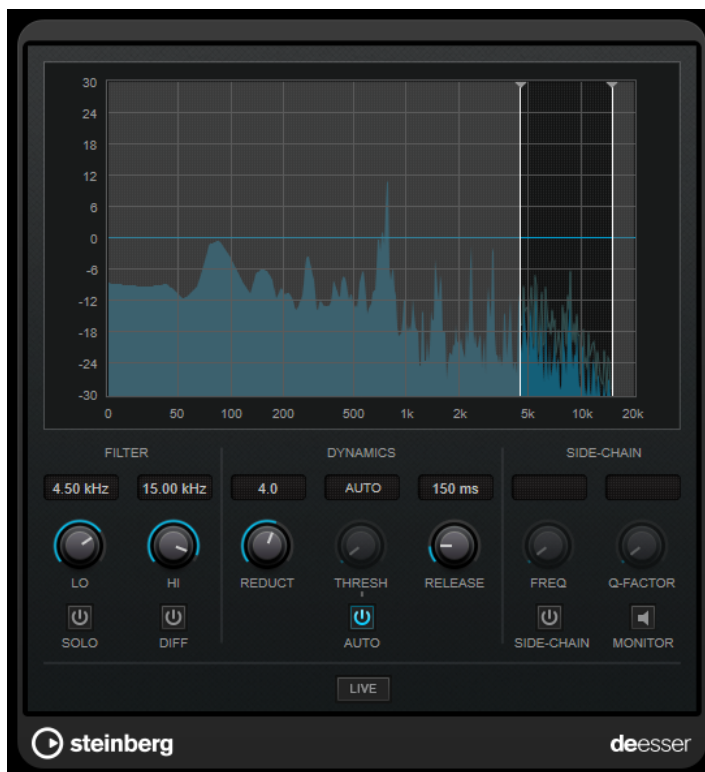 30
24
18
12
6
0
-6
-12
-18
-24
-30
0 50 100 200 500 1k 2k 5k 10k 20k
FILTER DYNAMICS SIDE-CHAIN
4.50 kHz 15.00 kHz 4.0 AUTO 150 ms
LO HI REDUCT THRESH RELEASE FREQ Q-FACTOR
SOLO DIFF AUTO SIDE-CHAIN MONITOR
LIVE
steinberg deesser